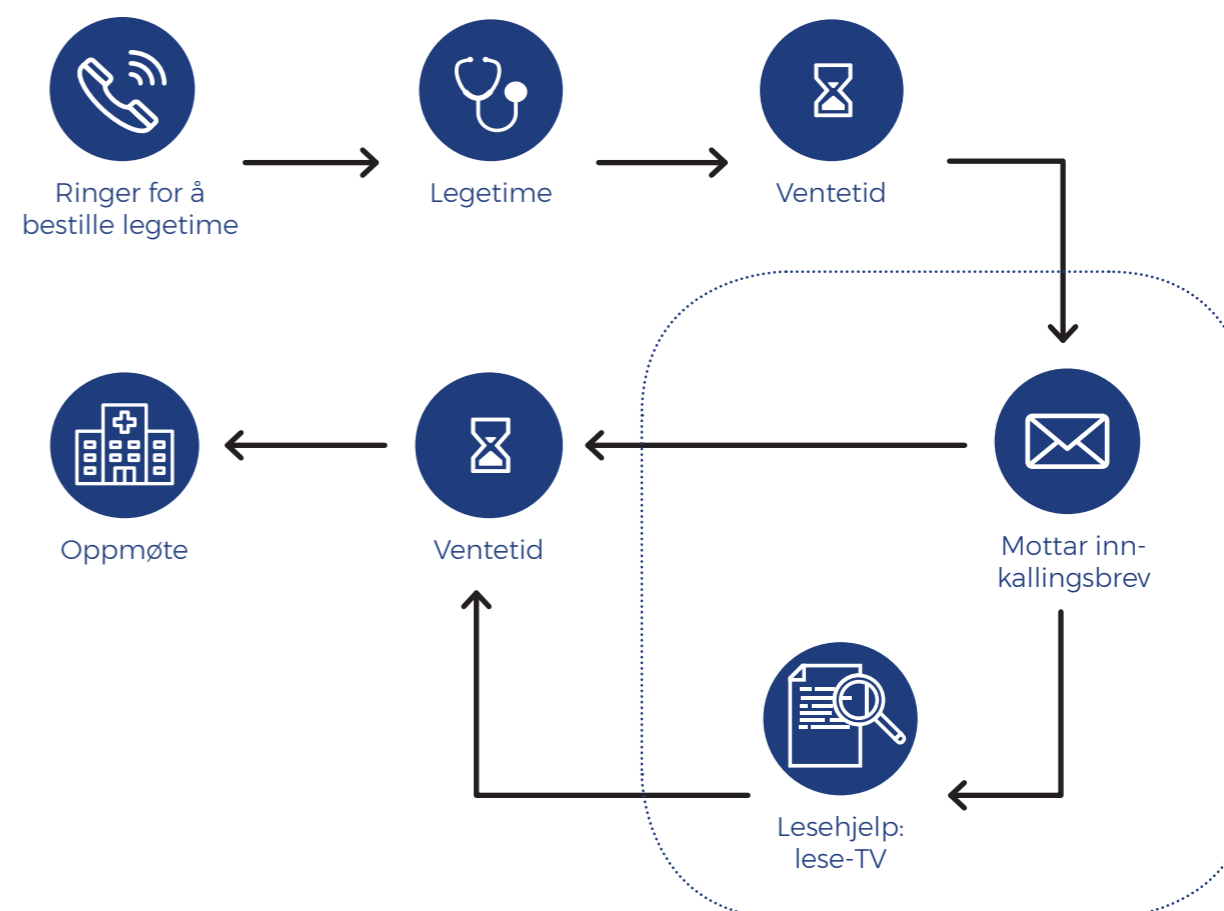 Ringer for å
bestille legetime
Legetime
Ventetid
Oppmøte
Ventetid
Mottar inn-
kallingsbrev
Lesehjelp:
lese-TV